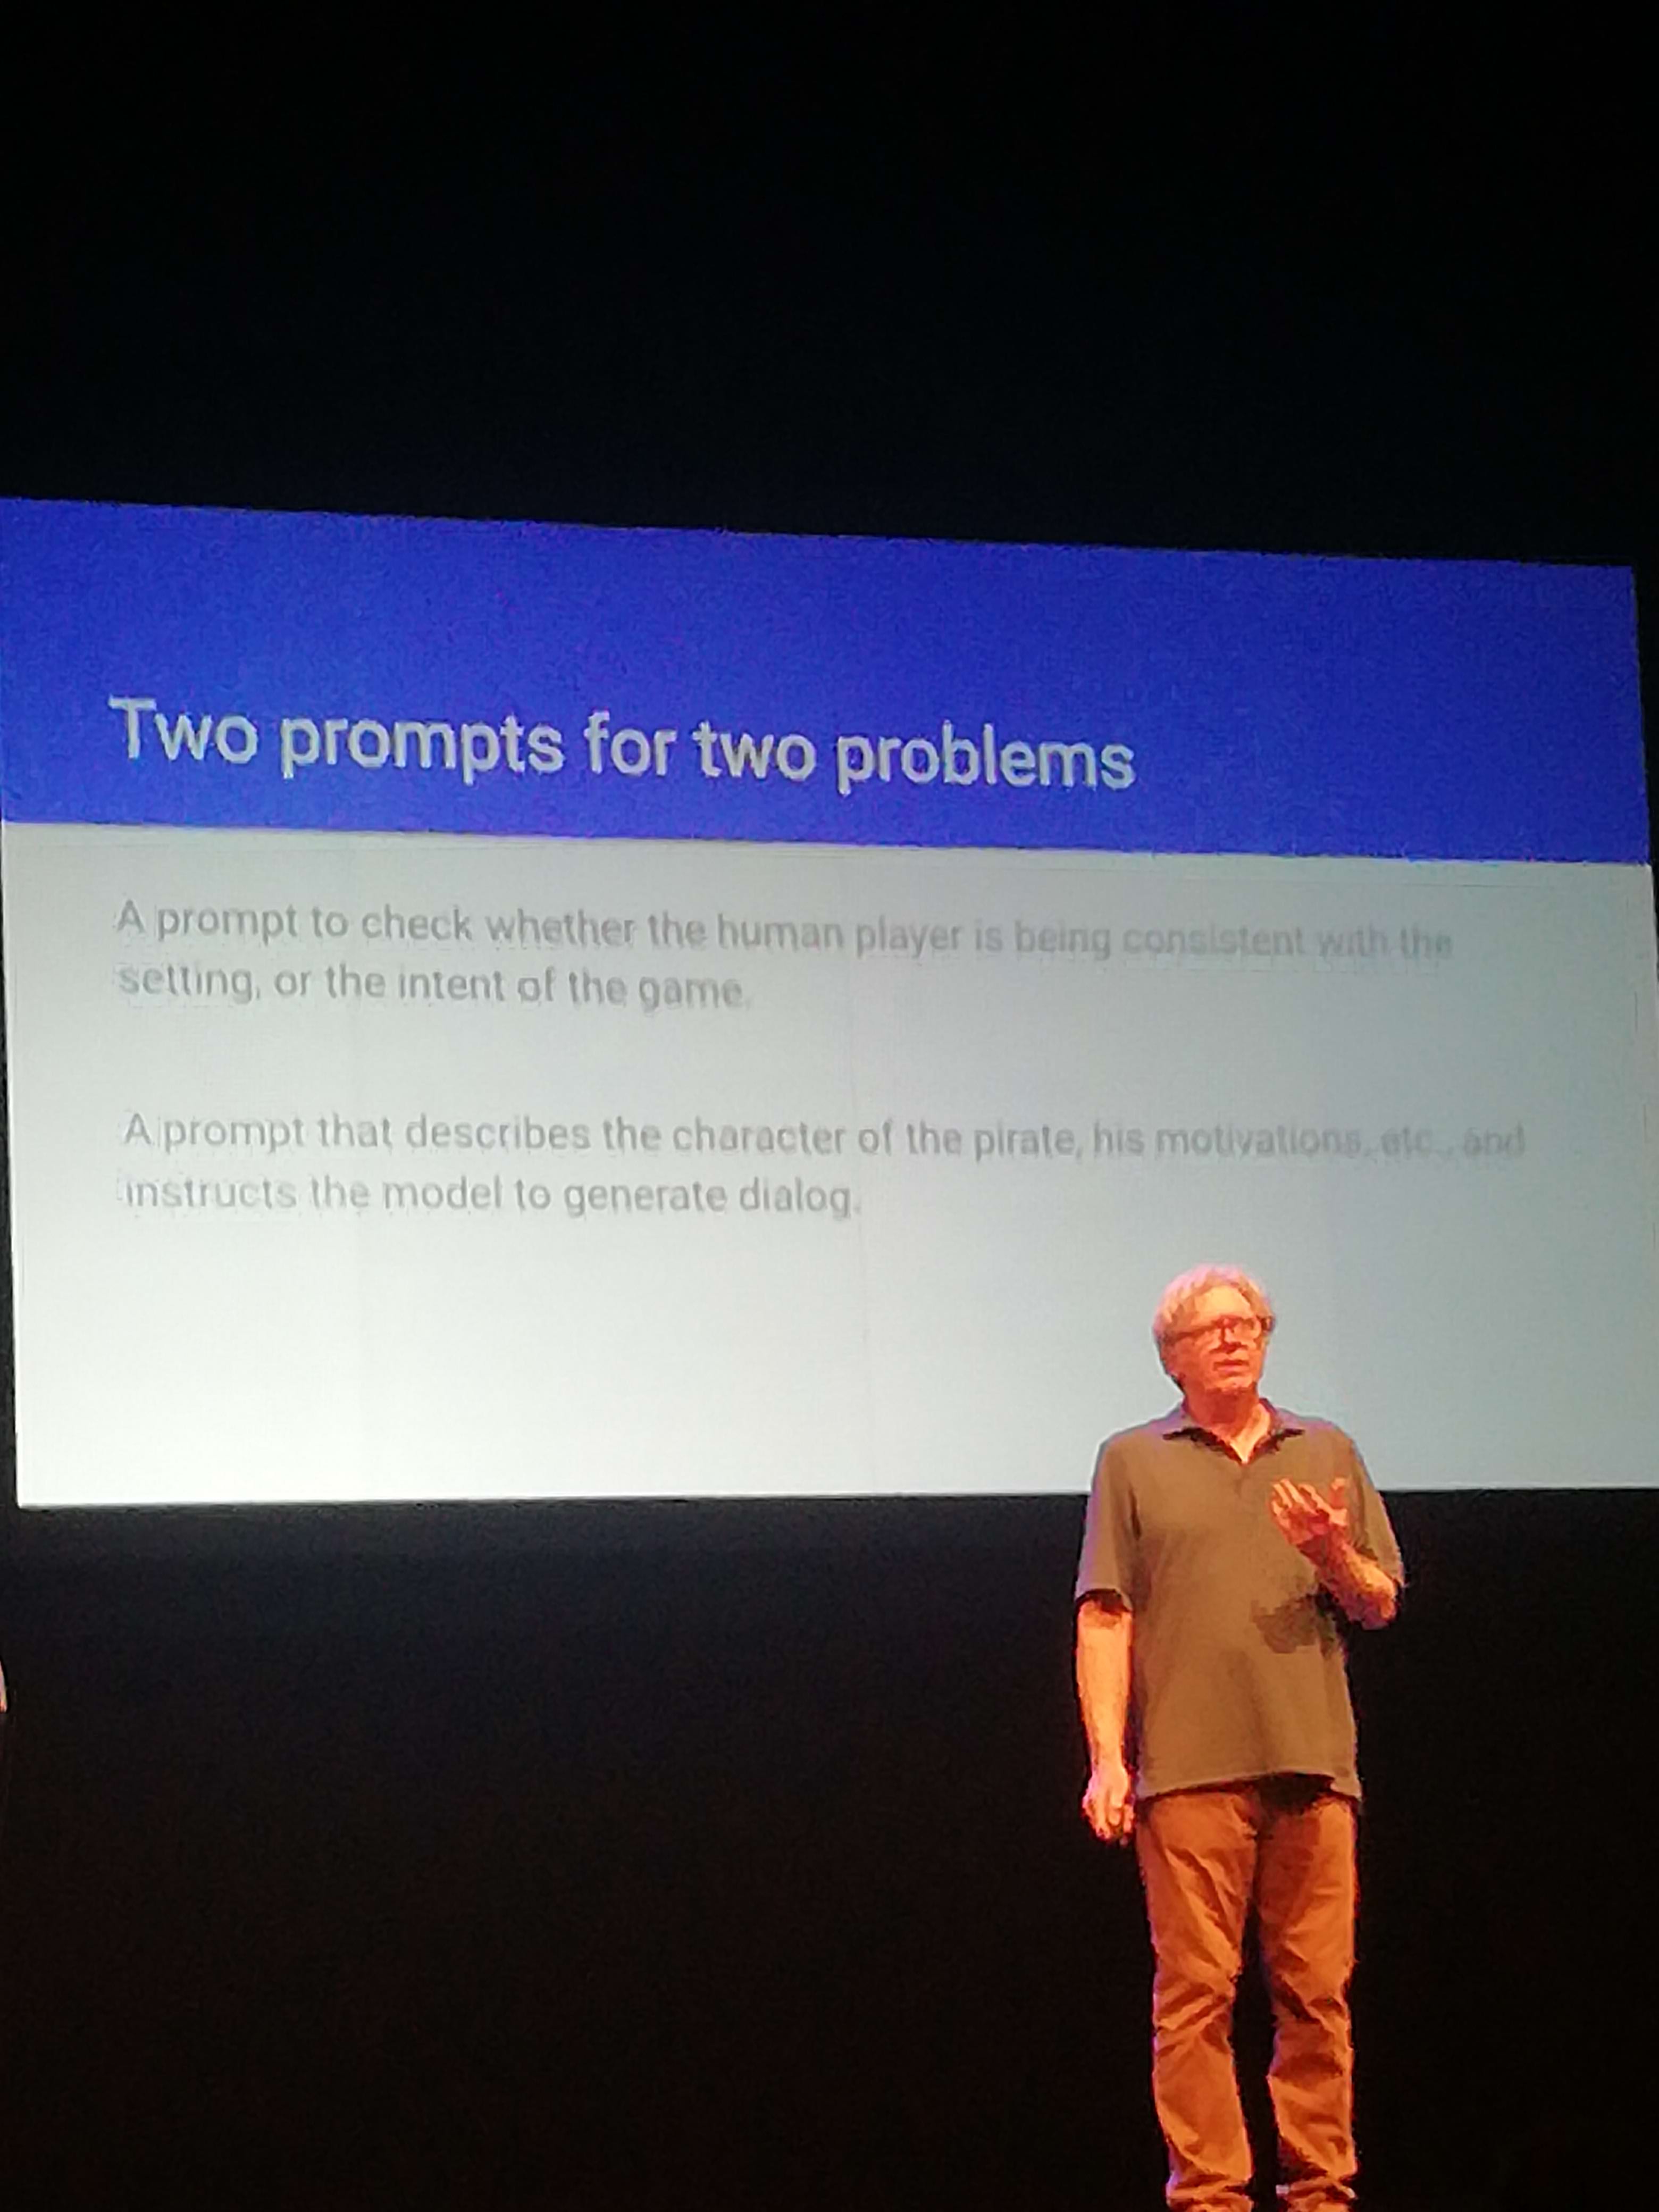 Two prompts for two problems
A prompt to check whether the human player is being consistent with the
setting, or the intent of the game.
A prompt that describes the character of the pirate, his motivations, etc., and
instructs the model to generate dialog.